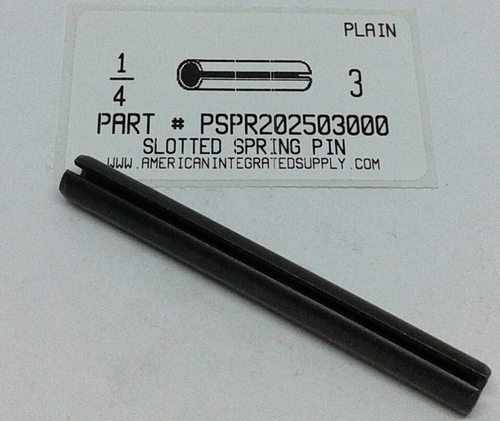 PLAIN
1/4
3
PART # PSPR202503000
SLOTTED SPRING PIN
WWW.AMERICANINTEGRATEDSUPPLY.COM